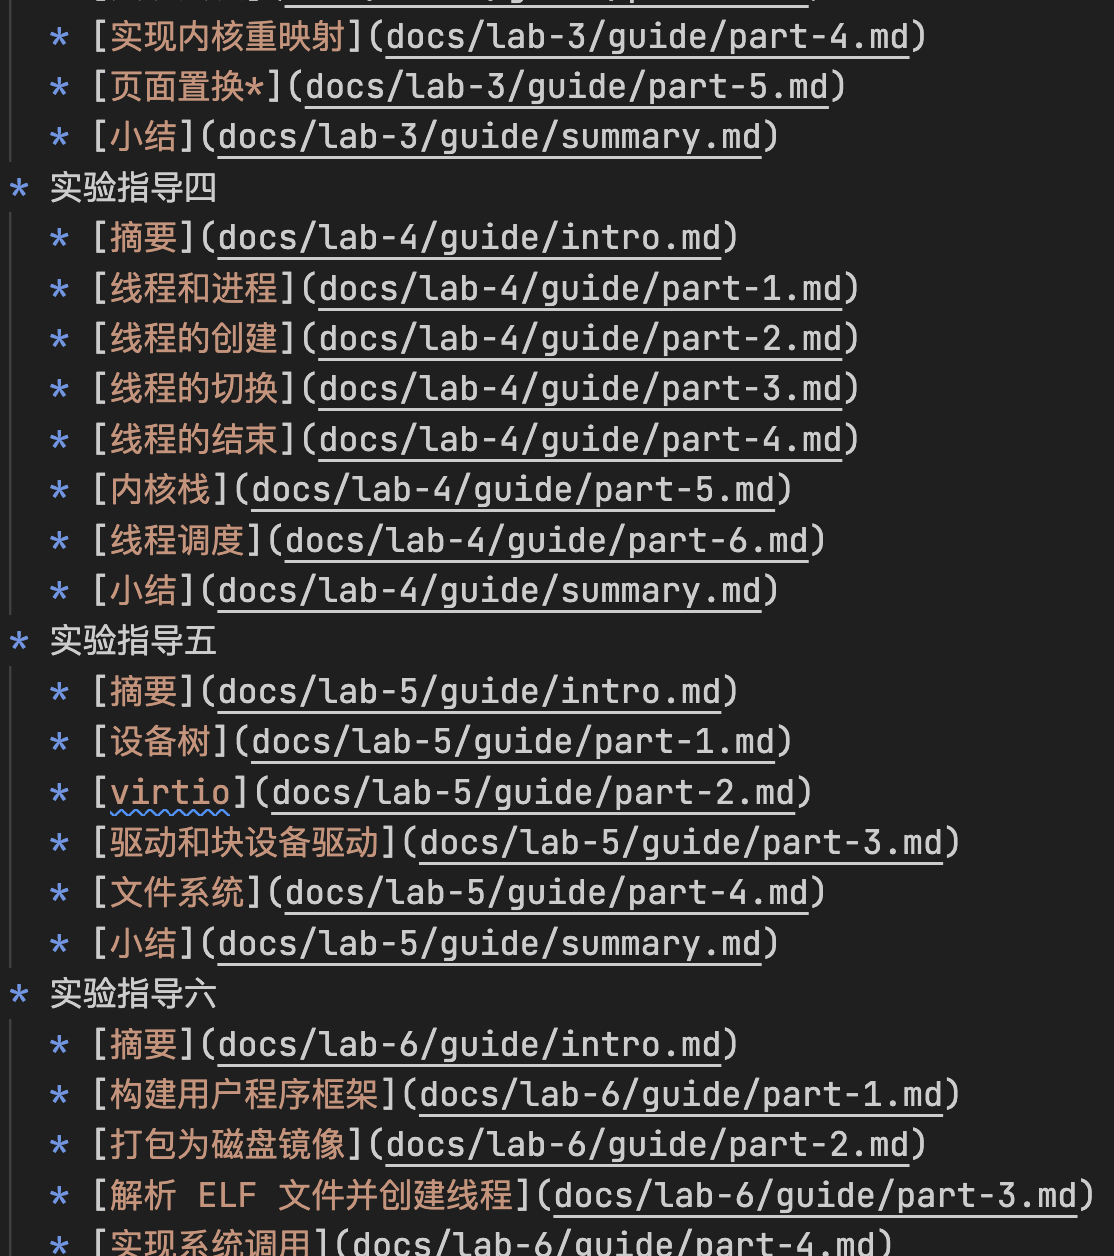 * [实现内核重映射](docs/lab-3/guide/part-4.md)
* [页面置换*](docs/lab-3/guide/part-5.md)
* [小结](docs/lab-3/guide/summary.md)
* 实验指导四
* [摘要](docs/lab-4/guide/intro.md)
* [线程和进程](docs/lab-4/guide/part-1.md)
* [线程的创建](docs/lab-4/guide/part-2.md)
* [线程的切换](docs/lab-4/guide/part-3.md)
* [线程的结束](docs/lab-4/guide/part-4.md)
* [内核栈](docs/lab-4/guide/part-5.md)
* [线程调度](docs/lab-4/guide/part-6.md)
* [小结](docs/lab-4/guide/summary.md)
* 实验指导五
* [摘要](docs/lab-5/guide/intro.md)
* [设备树](docs/lab-5/guide/part-1.md)
* [virtio](docs/lab-5/guide/part-2.md)
* [驱动和块设备驱动](docs/lab-5/guide/part-3.md)
* [文件系统](docs/lab-5/guide/part-4.md)
* [小结](docs/lab-5/guide/summary.md)
* 实验指导六
* [摘要](docs/lab-6/guide/intro.md)
* [构建用户程序框架](docs/lab-6/guide/part-1.md)
* [打包为磁盘镜像](docs/lab-6/guide/part-2.md)
* [解析 ELF 文件并创建线程](docs/lab-6/guide/part-3.md)
* [实现系统调用](docs/lab-6/guide/part-4.md)